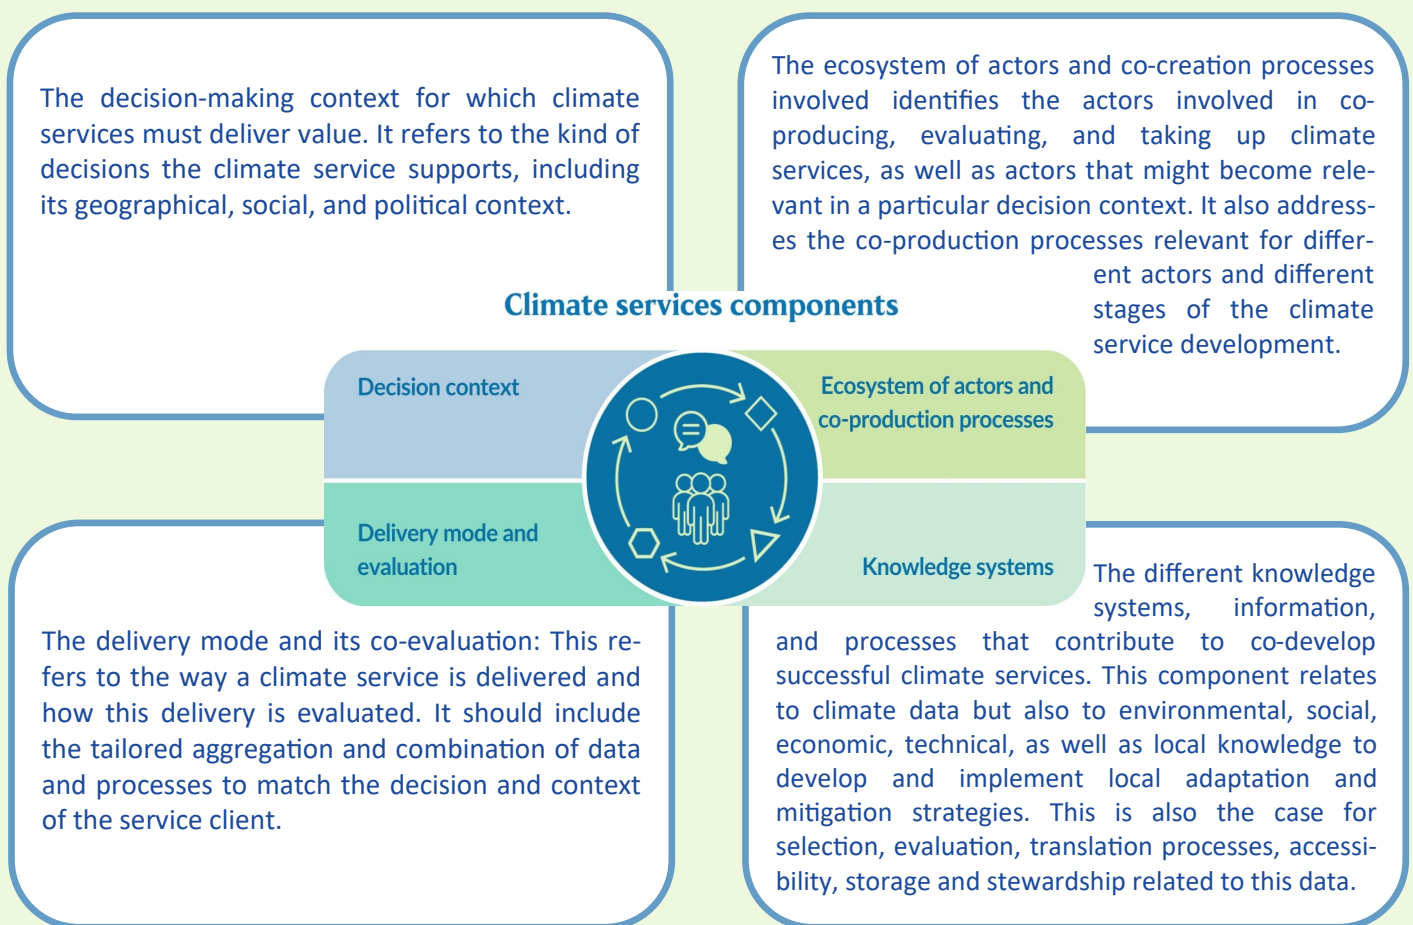 The decision-making context for which climate
services must deliver value. It refers to the kind of
decisions the climate service supports, including
its geographical, social, and political context.
The ecosystem of actors and co-creation processes
involved identifies the actors involved in co-
producing, evaluating, and taking up climate
services, as well as actors that might become rele-
vant in a particular decision context. It also address-
es the co-production processes relevant for differ-
ent actors and different
stages of the climate
service development.
Climate services components
Decision context
Ecosystem of actors and
co-production processes
Delivery mode and
evaluation
Knowledge systems
The delivery mode and its co-evaluation: This re-
fers to the way a climate service is delivered and
how this delivery is evaluated. It should include
the tailored aggregation and combination of data
and processes to match the decision and context
of the service client.
The different knowledge
systems, information,
and processes that contribute to co-develop
successful climate services. This component relates
to climate data but also to environmental, social,
economic, technical, as well as local knowledge to
develop and implement local adaptation and
mitigation strategies. This is also the case for
selection, evaluation, translation processes, accessi-
bility, storage and stewardship related to this data.